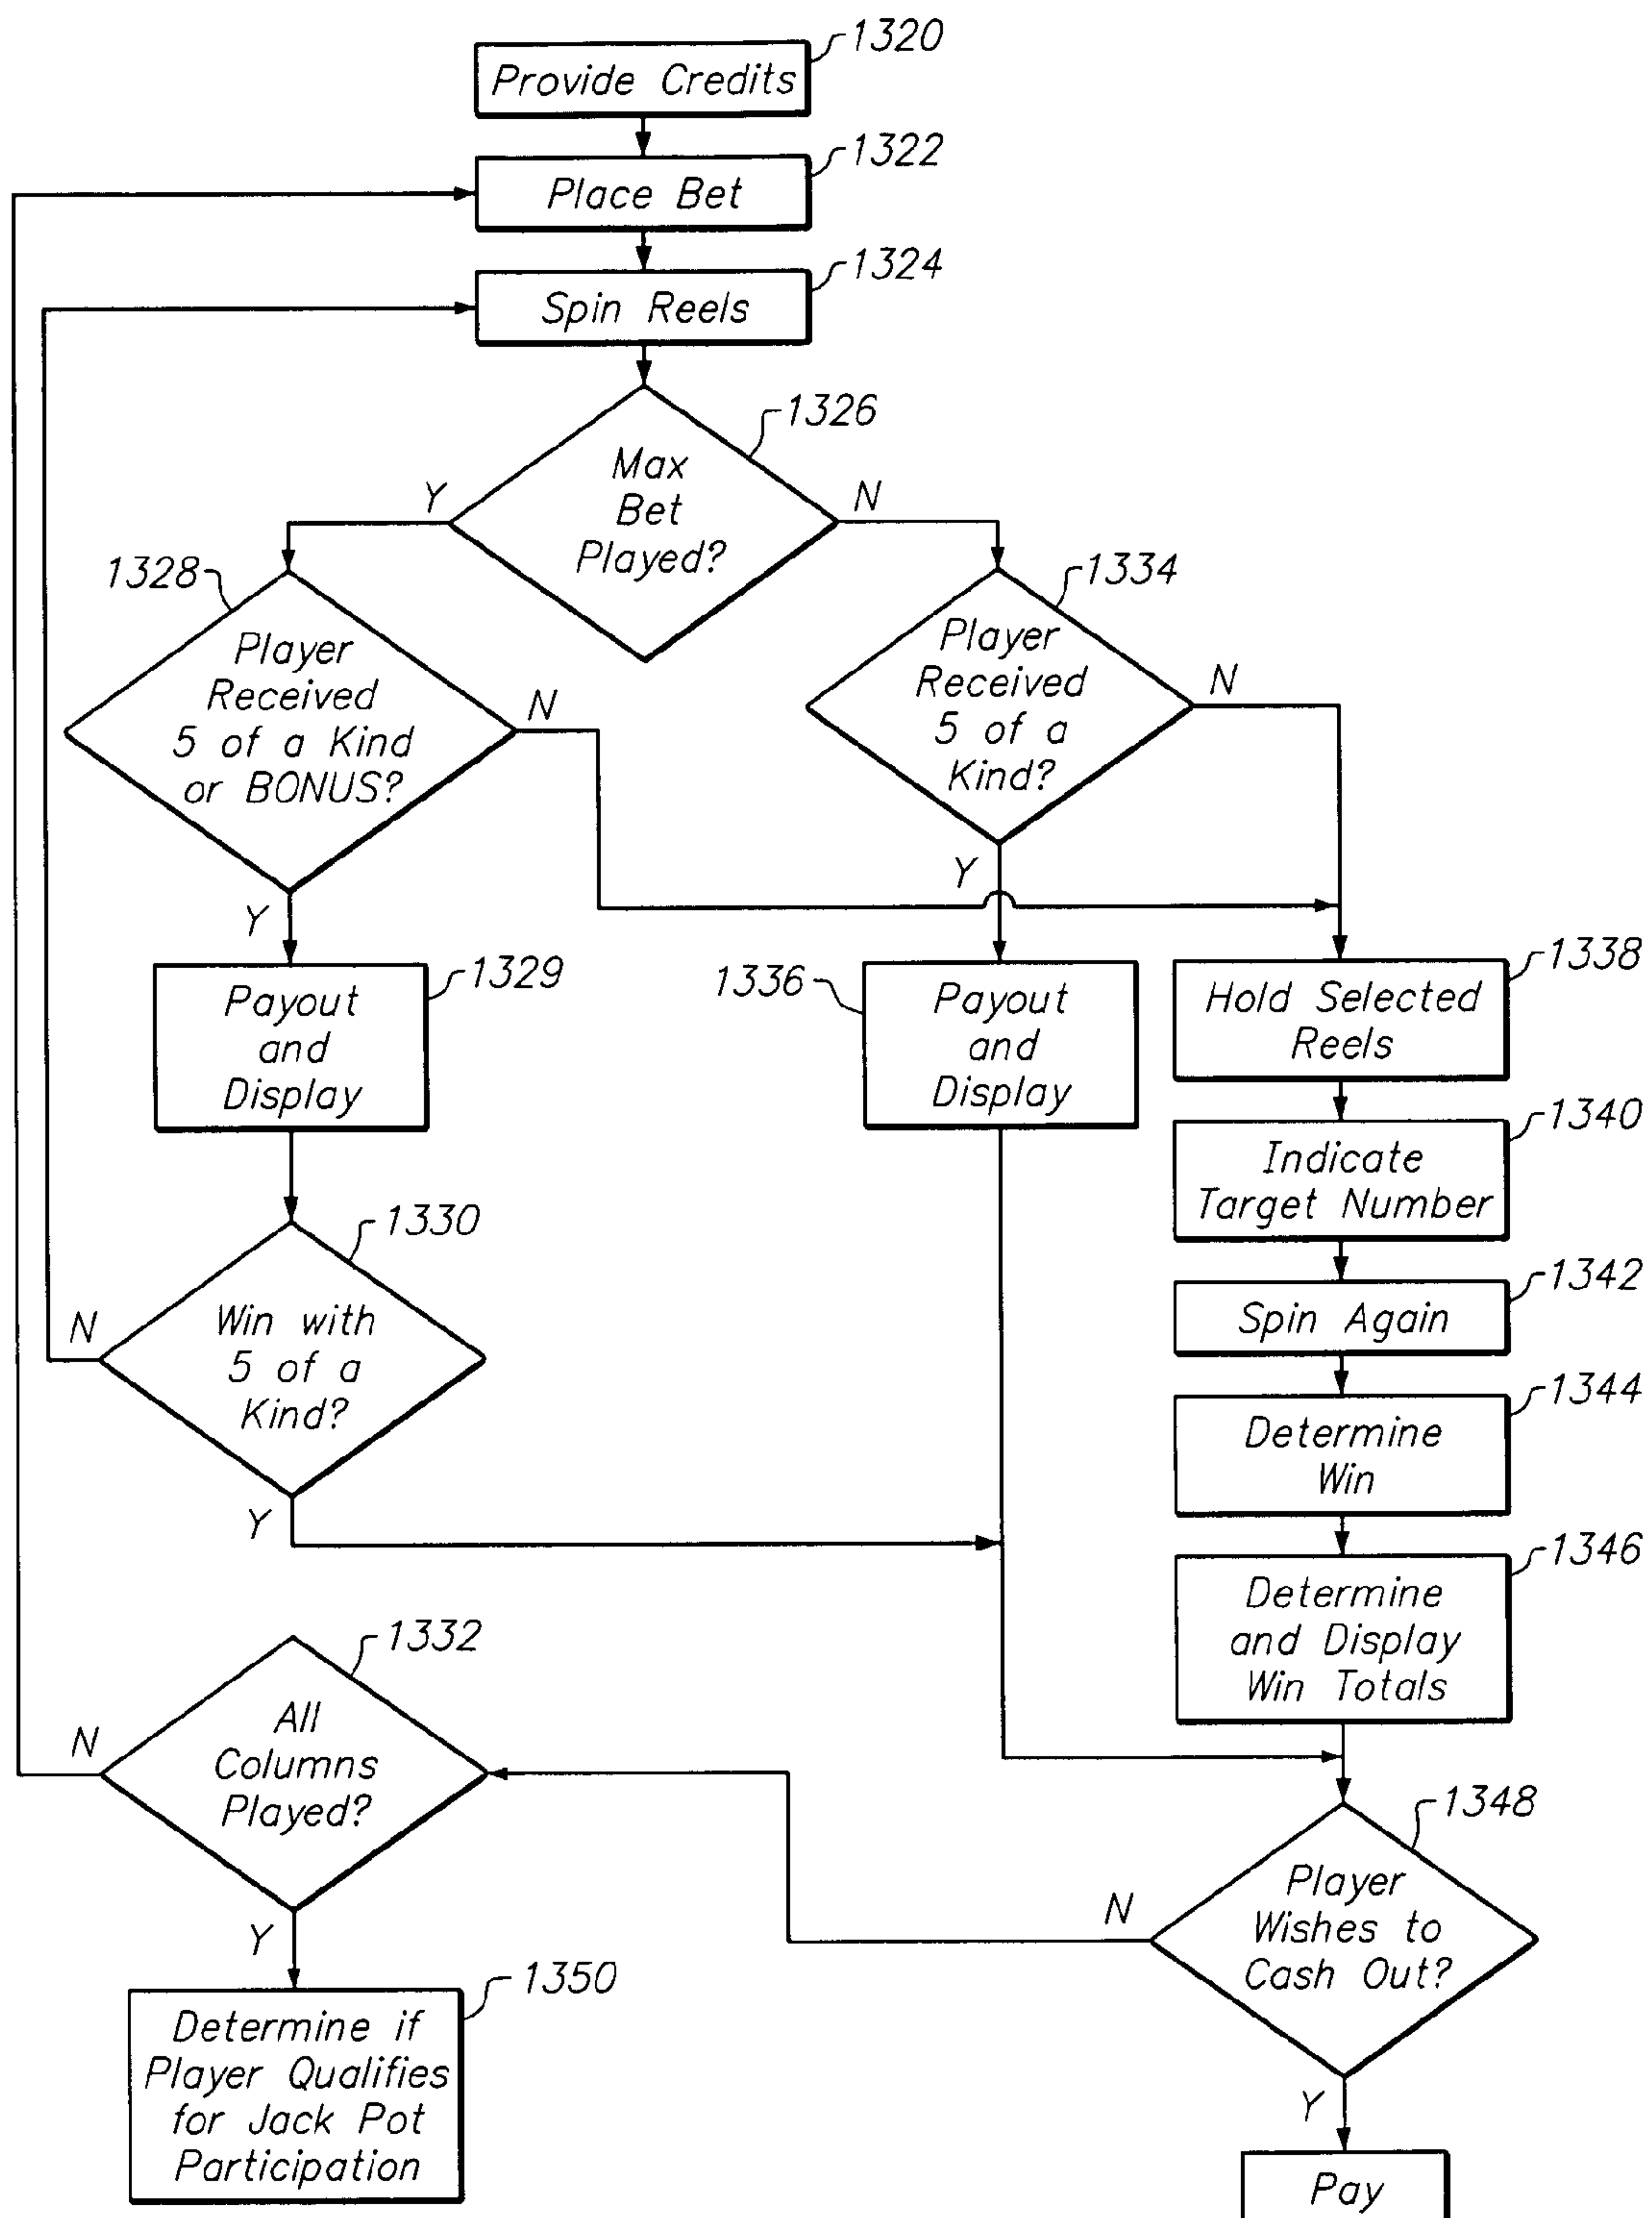 1320
Provide Credits
1322
Place Bet
1324
Spin Reels
1326
Max
Bet
Played?
Y
N
1328
Player
Received
5 of a Kind
or BONUS?
N
Y
1334
Player
Received
5 of a
Kind?
N
Y
1329
Payout
and
Display
1336
Payout
and
Display
1338
Hold Selected
Reels
1340
Indicate
Target Number
1342
Spin Again
1344
Determine
Win
1346
Determine
and Display
Win Totals
1330
Win with
5 of a
Kind?
N
Y
1332
All
Columns
Played?
N
Y
1348
Player
Wishes to
Cash Out?
N
Y
1350
Determine if
Player Qualifies
for Jack Pot
Participation
Pay